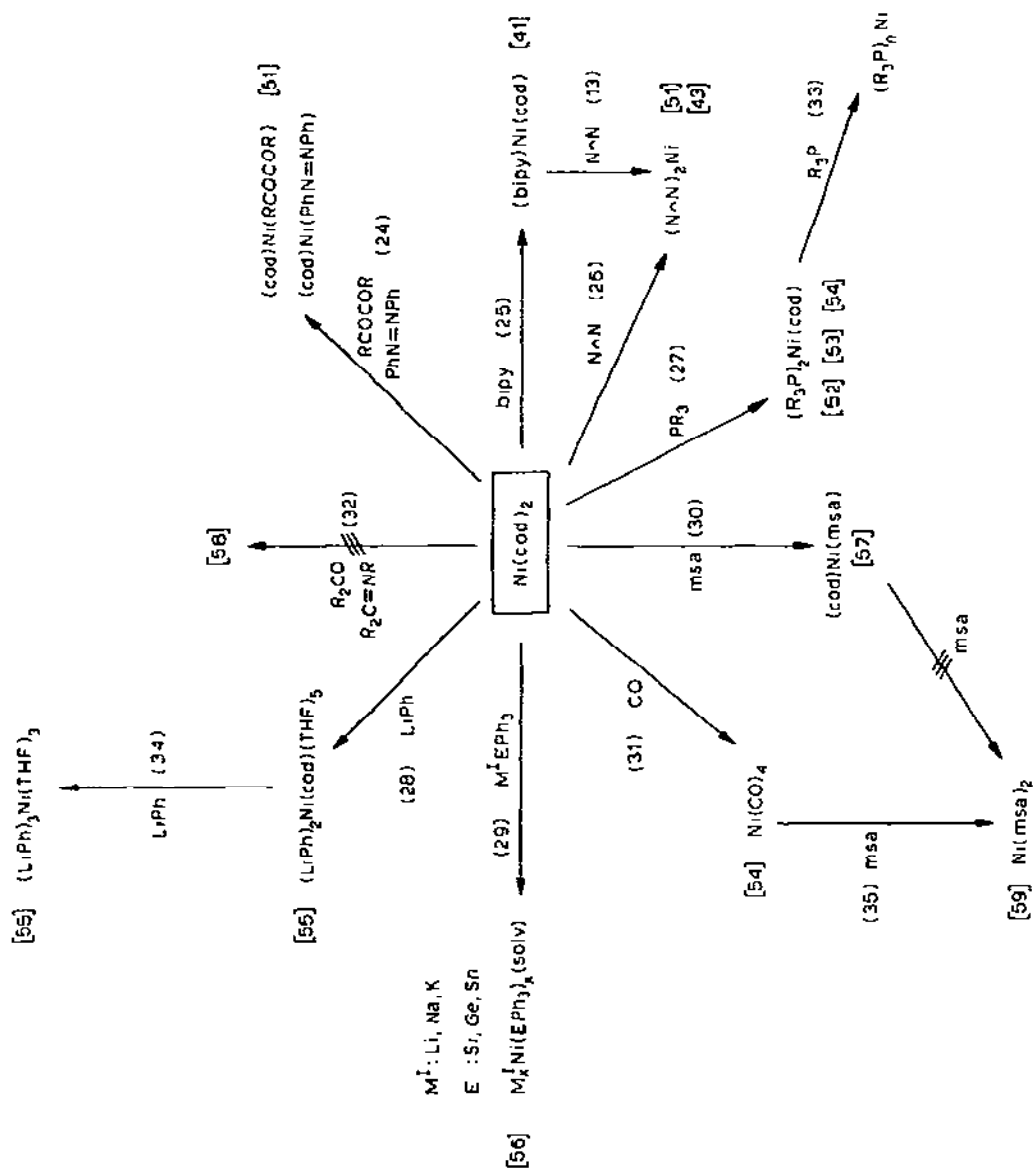 [55] (LiPh)₃Ni(THF)₃
LiPh (34)
[58]
(cod)Ni(RCOCOR) [51]
(cod)Ni(PhN=NPh)
[55] (LiPh)₂Ni(cod)(THF)₅
R₂CO
R₂C=NR
(32)
RCOCOR
PhN=NPh
(24)
(28) LiPh
Mᴵ: Li, Na, K
E : Si, Ge, Sn
[56] MₓᴵNi(EPh₃)ₓ(solv)
(29) MᴵEPh₃
Ni(cod)₂
bipy (25)
(bipy)Ni(cod) [41]
N⌢N (26)
N⌢N (13)
(31) CO
PR₃ (27)
(N⌢N)₂Ni [51]
[43]
msa (30)
[54] Ni(CO)₄
(R₃P)₂Ni(cod)
[52] [53] [54]
R₃P (33)
(cod)Ni(msa)
[57]
(35) msa
msa
(R₃P)ₙNi
[59] Ni(msa)₂